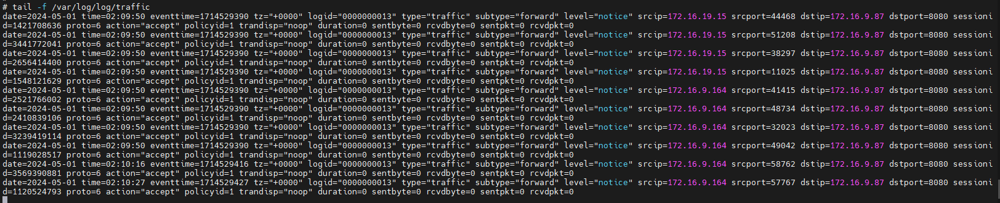 # tail -f /var/log/log/traffic
date=2024-05-01 time=02:09:50 eventtime=1714529390 tz="+0000" logid="0000000013" type="traffic" subtype="forward" level="notice" srcip=172.16.19.15 srcport=44468 dstip=172.16.9.87 dstport=8080 sessioni
d=1421708636 proto=6 action="accept" policyid=1 trandisp="noop" duration=0 sentbyte=0 rcvdbyte=0 sentpkt=0 rcvdpkt=0
date=2024-05-01 time=02:09:50 eventtime=1714529390 tz="+0000" logid="0000000013" type="traffic" subtype="forward" level="notice" srcip=172.16.19.15 srcport=51208 dstip=172.16.9.87 dstport=8080 sessioni
d=3441772041 proto=6 action="accept" policyid=1 trandisp="noop" duration=0 sentbyte=0 rcvdbyte=0 sentpkt=0 rcvdpkt=0
date=2024-05-01 time=02:09:50 eventtime=1714529390 tz="+0000" logid="0000000013" type="traffic" subtype="forward" level="notice" srcip=172.16.19.15 srcport=38297 dstip=172.16.9.87 dstport=8080 sessioni
d=2656414400 proto=6 action="accept" policyid=1 trandisp="noop" duration=0 sentbyte=0 rcvdbyte=0 sentpkt=0 rcvdpkt=0
date=2024-05-01 time=02:09:50 eventtime=1714529390 tz="+0000" logid="0000000013" type="traffic" subtype="forward" level="notice" srcip=172.16.19.15 srcport=11025 dstip=172.16.9.87 dstport=8080 sessioni
d=1548121629 proto=6 action="accept" policyid=1 trandisp="noop" duration=0 sentbyte=0 rcvdbyte=0 sentpkt=0 rcvdpkt=0
date=2024-05-01 time=02:09:50 eventtime=1714529390 tz="+0000" logid="0000000013" type="traffic" subtype="forward" level="notice" srcip=172.16.9.164 srcport=41415 dstip=172.16.9.87 dstport=8080 sessioni
d=2521766002 proto=6 action="accept" policyid=1 trandisp="noop" duration=0 sentbyte=0 rcvdbyte=0 sentpkt=0 rcvdpkt=0
date=2024-05-01 time=02:09:50 eventtime=1714529390 tz="+0000" logid="0000000013" type="traffic" subtype="forward" level="notice" srcip=172.16.9.164 srcport=48734 dstip=172.16.9.87 dstport=8080 sessioni
d=2410839106 proto=6 action="accept" policyid=1 trandisp="noop" duration=0 sentbyte=0 rcvdbyte=0 sentpkt=0 rcvdpkt=0
date=2024-05-01 time=02:09:50 eventtime=1714529390 tz="+0000" logid="0000000013" type="traffic" subtype="forward" level="notice" srcip=172.16.9.164 srcport=32023 dstip=172.16.9.87 dstport=8080 sessioni
d=3239419114 proto=6 action="accept" policyid=1 trandisp="noop" duration=0 sentbyte=0 rcvdbyte=0 sentpkt=0 rcvdpkt=0
date=2024-05-01 time=02:09:50 eventtime=1714529390 tz="+0000" logid="0000000013" type="traffic" subtype="forward" level="notice" srcip=172.16.9.164 srcport=49042 dstip=172.16.9.87 dstport=8080 sessioni
d=1119028517 proto=6 action="accept" policyid=1 trandisp="noop" duration=0 sentbyte=0 rcvdbyte=0 sentpkt=0 rcvdpkt=0
date=2024-05-01 time=02:10:16 eventtime=1714529416 tz="+0000" logid="0000000013" type="traffic" subtype="forward" level="notice" srcip=172.16.9.164 srcport=58762 dstip=172.16.9.87 dstport=8080 sessioni
d=3569390881 proto=6 action="accept" policyid=1 trandisp="noop" duration=0 sentbyte=0 rcvdbyte=0 sentpkt=0 rcvdpkt=0
date=2024-05-01 time=02:10:27 eventtime=1714529427 tz="+0000" logid="0000000013" type="traffic" subtype="forward" level="notice" srcip=172.16.9.164 srcport=57767 dstip=172.16.9.87 dstport=8080 sessioni
d=1120524793 proto=6 action="accept" policyid=1 trandisp="noop" duration=0 sentbyte=0 rcvdbyte=0 sentpkt=0 rcvdpkt=0